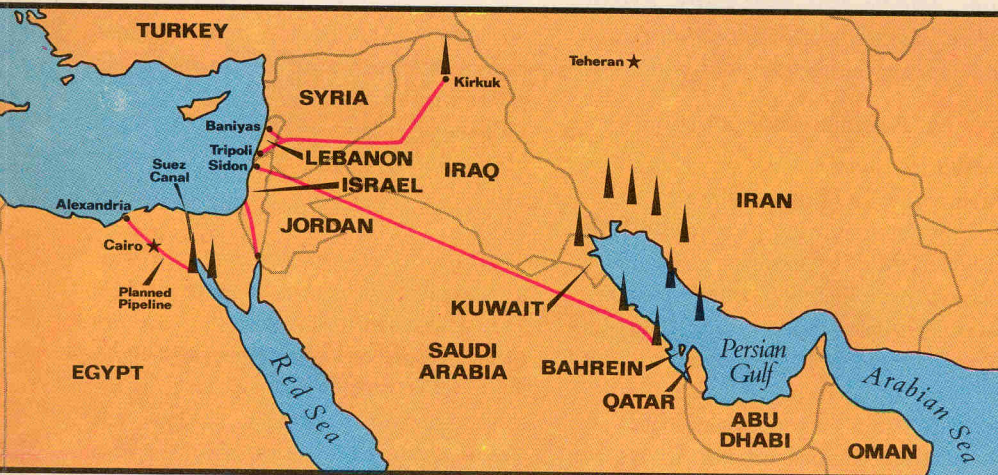 TURKEY
Teheran
Kirkuk
SYRIA
Baniyas
Tripoli
LEBANON
Suez
Canal
Sidon
IRAQ
ISRAEL
IRAN
Alexandria
JORDAN
Cairo
Planned
Pipeline
KUWAIT
SAUDI
ARABIA
Persian
Gulf
BAHREIN
EGYPT
Red Sea
Arabian Sea
QATAR
ABU
DHABI
OMAN